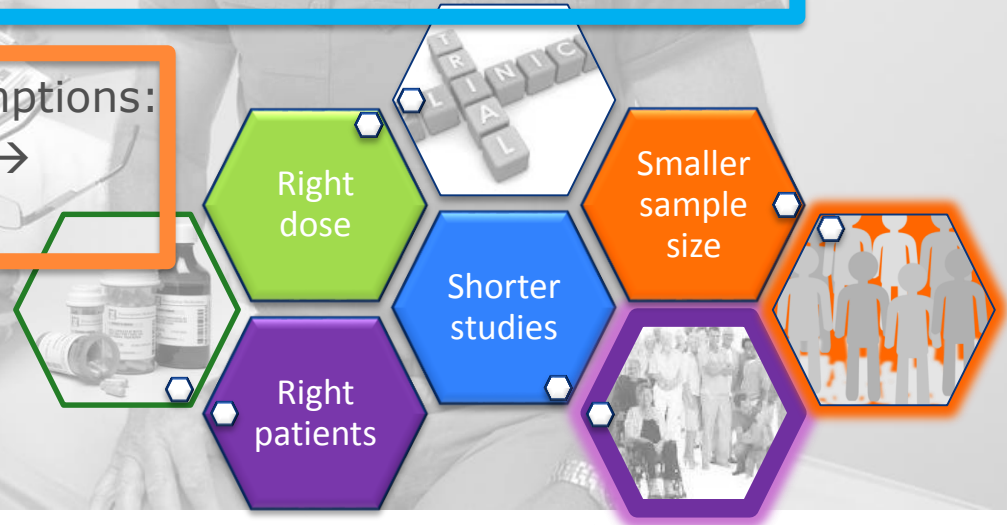 mptions:
→
TRIAL
CLINIC
Right
dose
Smaller
sample
size
Shorter
studies
Right
patients